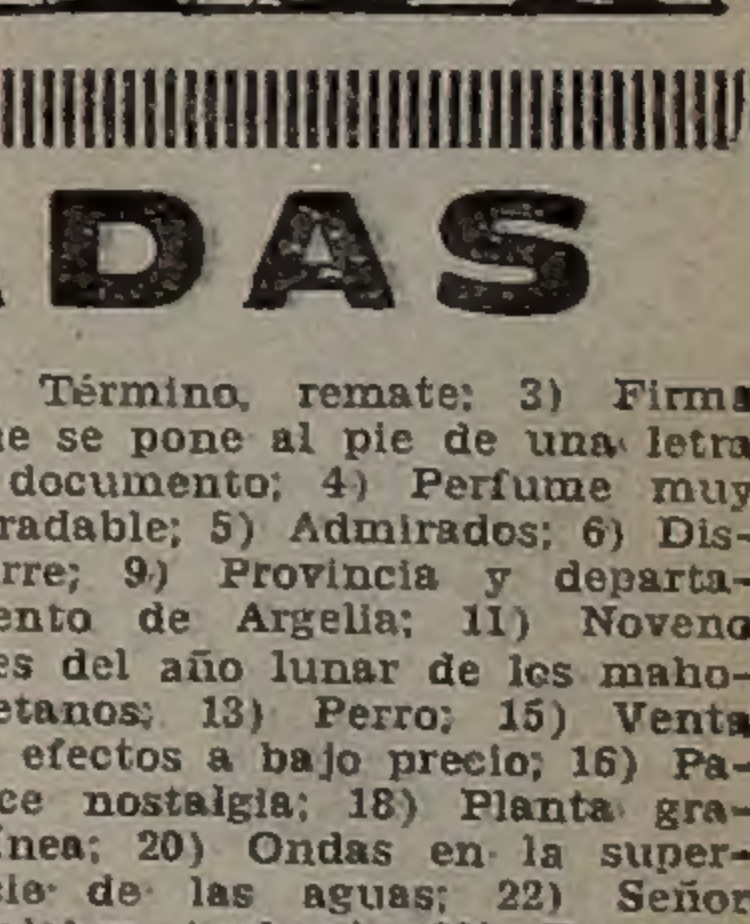 ADAS
Término, remate; 3) Firma
se pone al pie de una letra
documento; 4) Perfume muy
radable; 5) Admirados; 6) Dis-
rre; 9) Provincia y departa-
ento de Argelia; 11) Noveno
es del año lunar de los maho-
etanos; 13) Perro; 15) Venta
efectos a bajo precio; 16) Pa-
ce nostalgia; 18) Planta gra-
ínea; 20) Ondas en la super-
cie de las aguas; 22) Señor